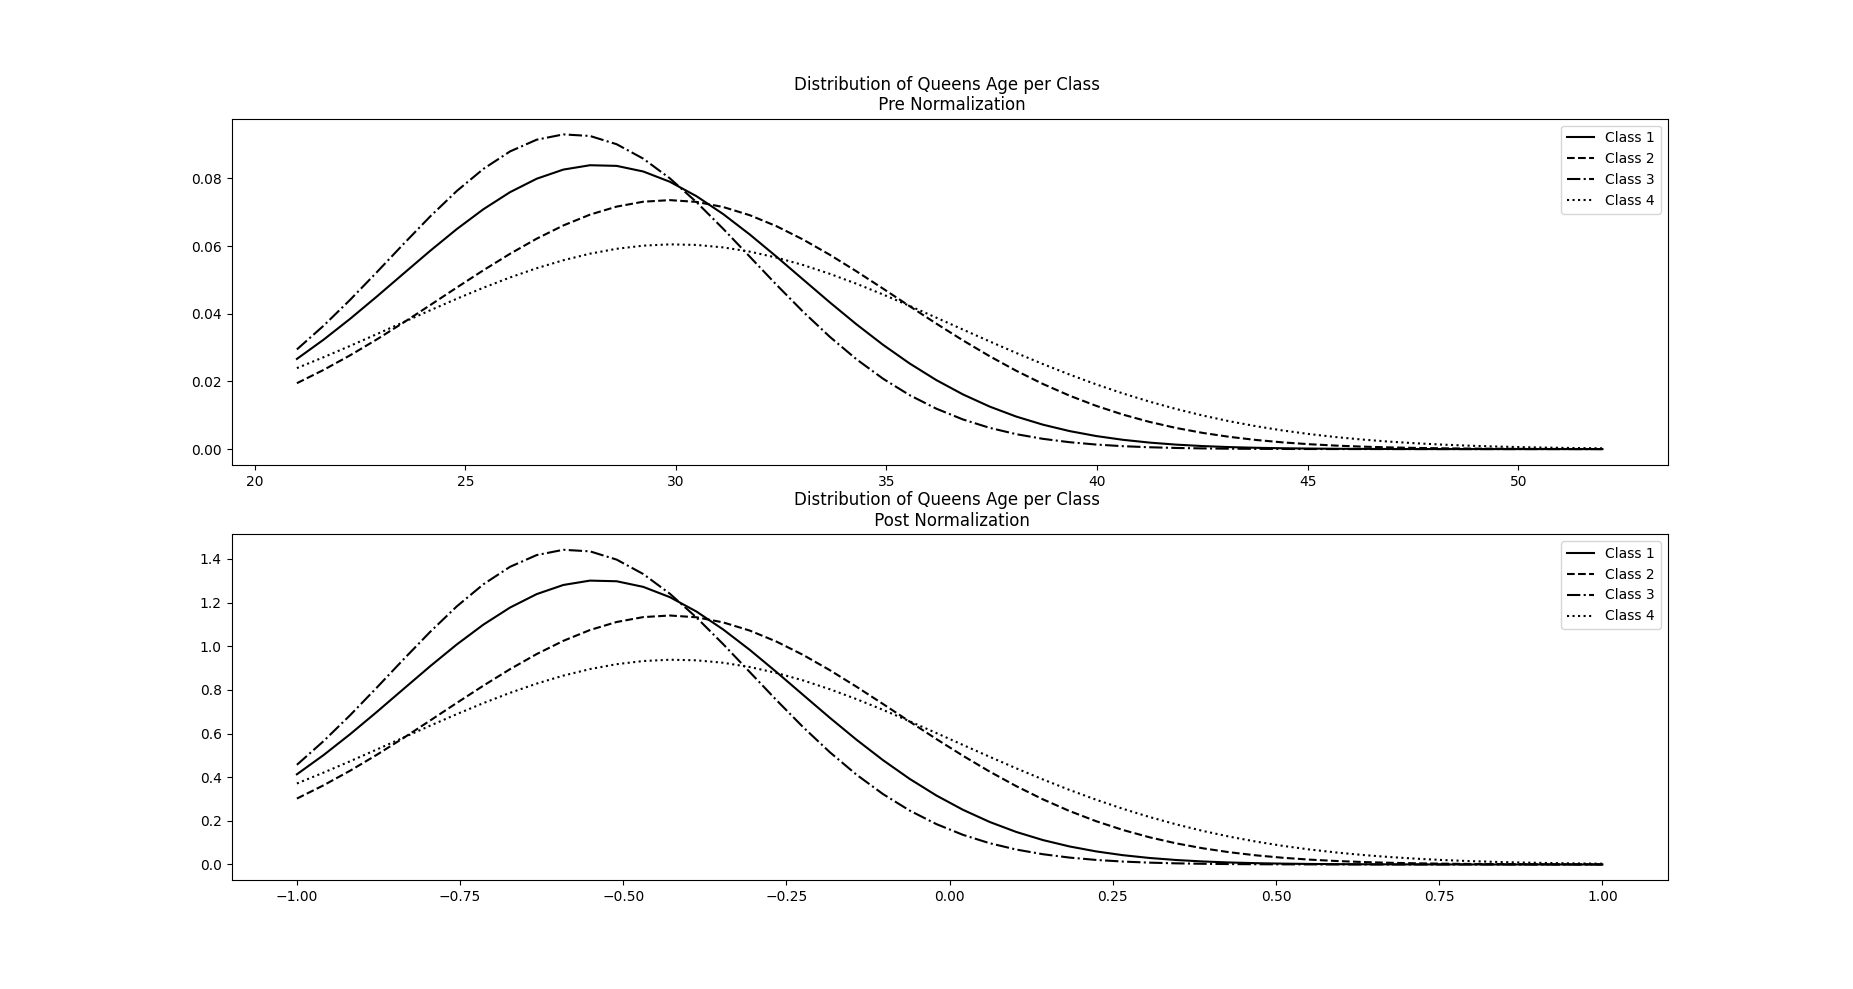 Distribution of Queens Age per Class
Pre Normalization
Class 1
Class 2
Class 3
Class 4
0.08
0.06
0.04
0.02
0.00
20 25 30 35 40 45 50
Distribution of Queens Age per Class
Post Normalization
Class 1
Class 2
Class 3
Class 4
1.4
1.2
1.0
0.8
0.6
0.4
0.2
0.0
−1.00 −0.75 −0.50 −0.25 0.00 0.25 0.50 0.75 1.00